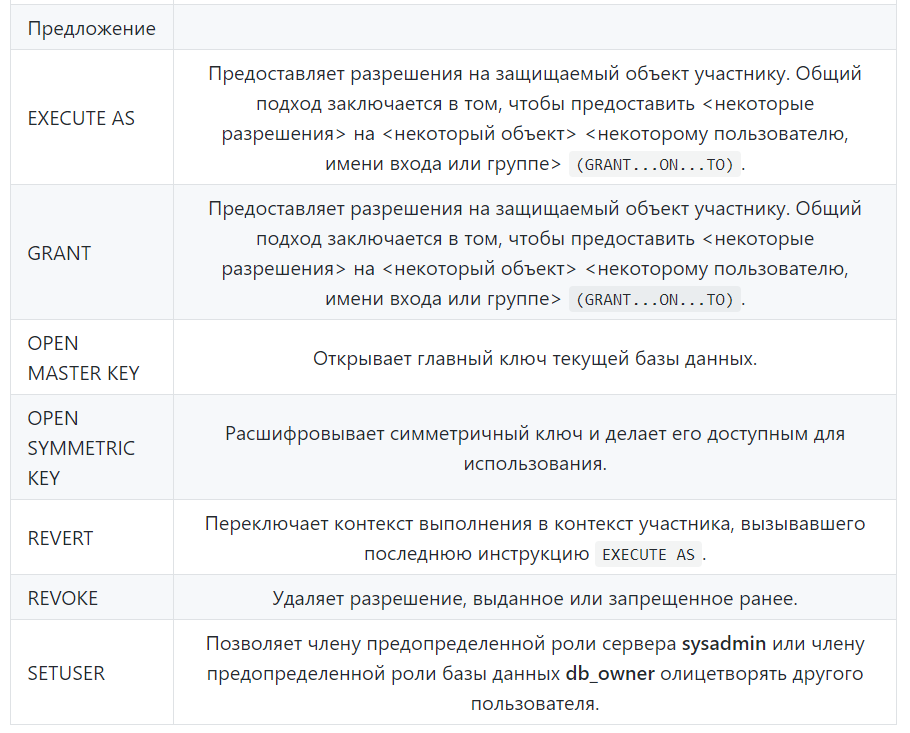 Предложение
EXECUTE AS
Предоставляет разрешения на защищаемый объект участнику. Общий
подход заключается в том, чтобы предоставить <некоторые
разрешения> на <некоторый объект> <некоторому пользователю,
имени входа или группе> (GRANT...ON...TO).
GRANT
Предоставляет разрешения на защищаемый объект участнику. Общий
подход заключается в том, чтобы предоставить <некоторые
разрешения> на <некоторый объект> <некоторому пользователю,
имени входа или группе> (GRANT...ON...TO).
OPEN
MASTER KEY
Открывает главный ключ текущей базы данных.
OPEN
SYMMETRIC
KEY
Расшифровывает симметричный ключ и делает его доступным для
использования.
REVERT
Переключает контекст выполнения в контекст участника, вызывавшего
последнюю инструкцию EXECUTE AS.
REVOKE
Удаляет разрешение, выданное или запрещенное ранее.
SETUSER
Позволяет члену предопределенной роли сервера sysadmin или члену
предопределенной роли базы данных db_owner олицетворять другого
пользователя.